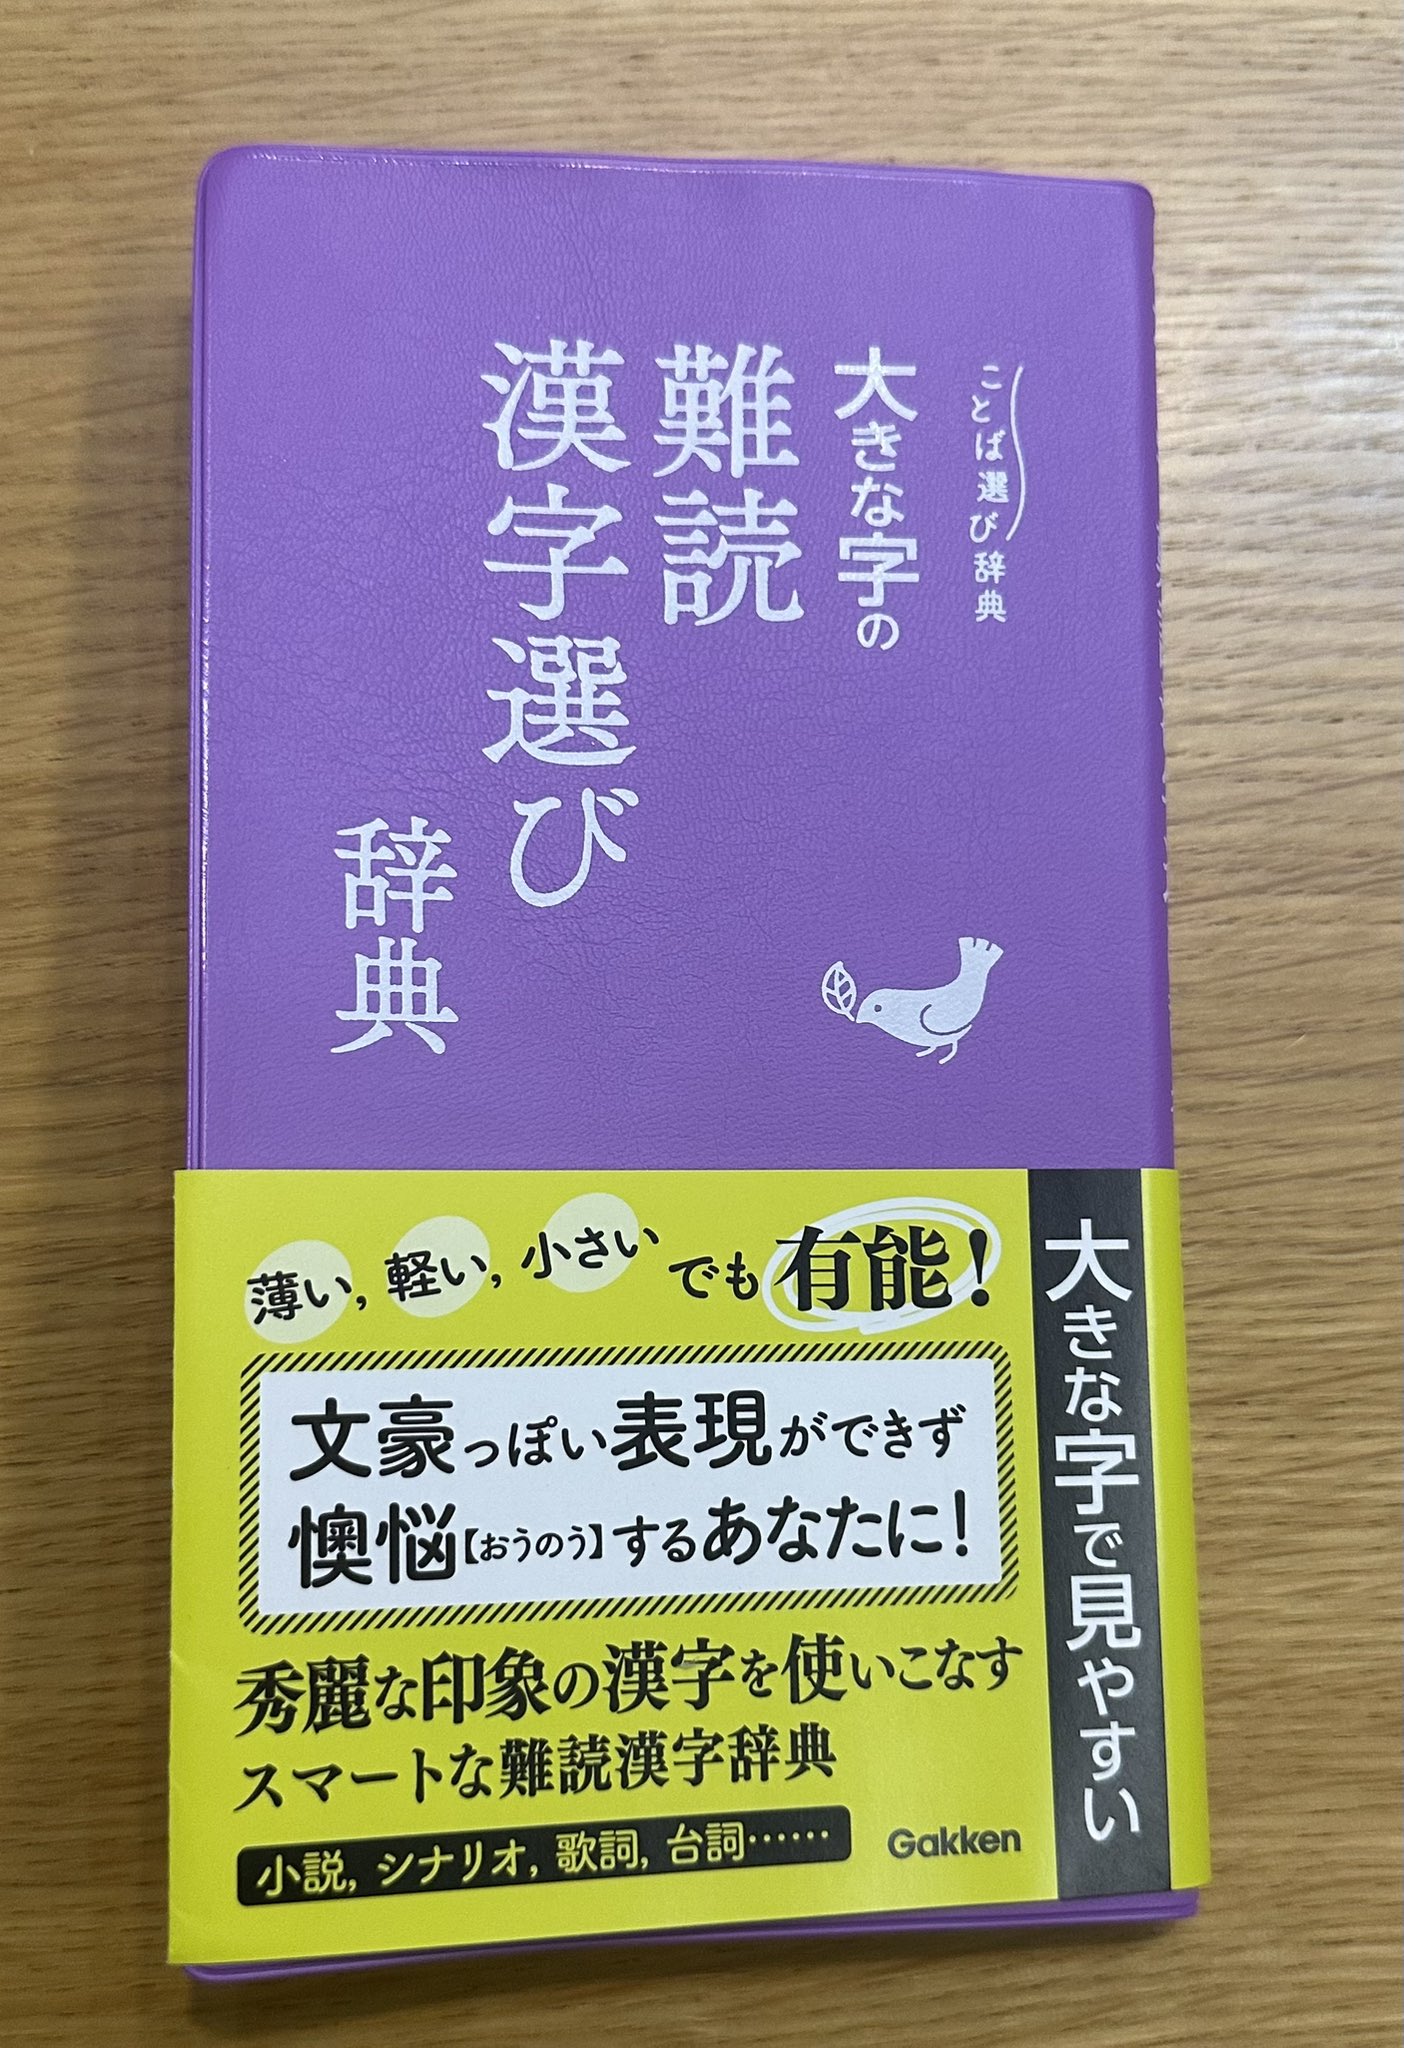 ことば選び辞典
大きな字の
難読
漢字選び
辞典
薄い, 軽い, 小さいでも有能!
文豪っぽい表現ができず
懊悩【おうのう】するあなたに!
秀麗な印象の漢字を使いこなす
スマートな難読漢字辞典
小説, シナリオ, 歌詞, 台詞……
Gakken
大きな字で見やすい